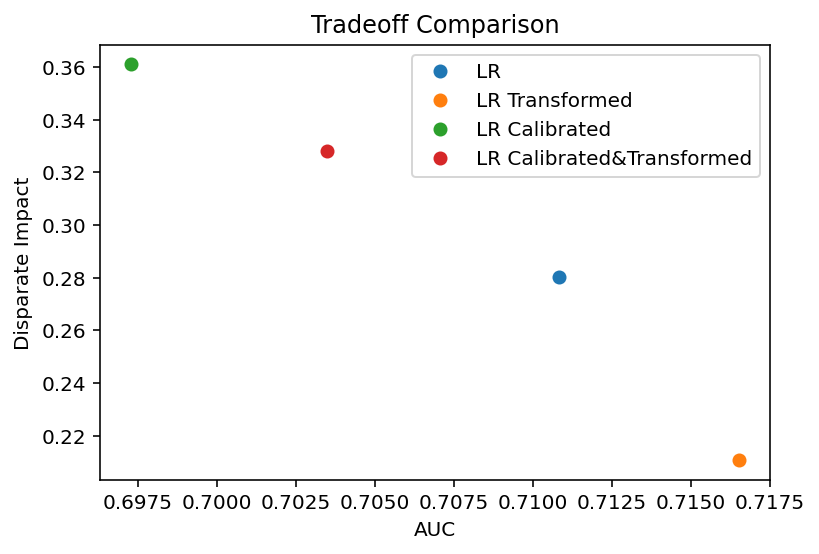 Tradeoff Comparison
LR
LR Transformed
LR Calibrated
LR Calibrated&Transformed
Disparate Impact
0.36
0.34
0.32
0.30
0.28
0.26
0.24
0.22
0.6975 0.7000 0.7025 0.7050 0.7075 0.7100 0.7125 0.7150 0.7175
AUC